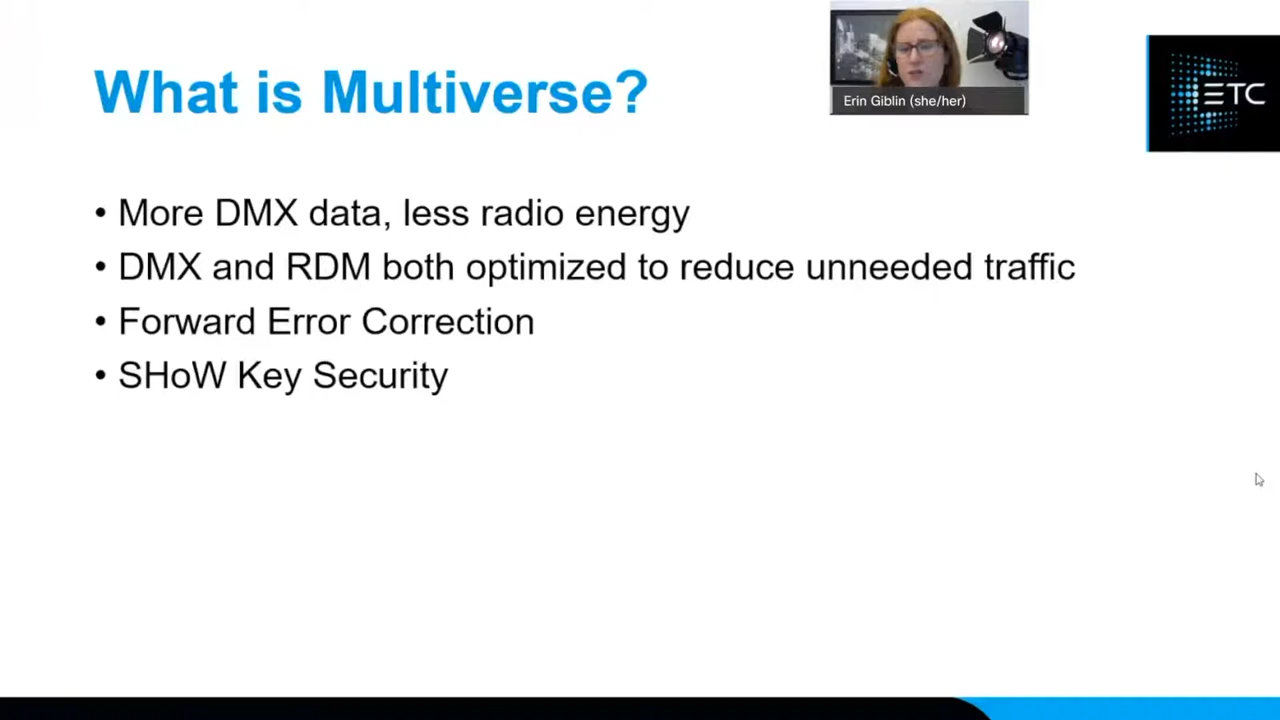 What is Multiverse?
Erin Giblin (she/her)
ETC
• More DMX data, less radio energy
• DMX and RDM both optimized to reduce unneeded traffic
• Forward Error Correction
• SHoW Key Security